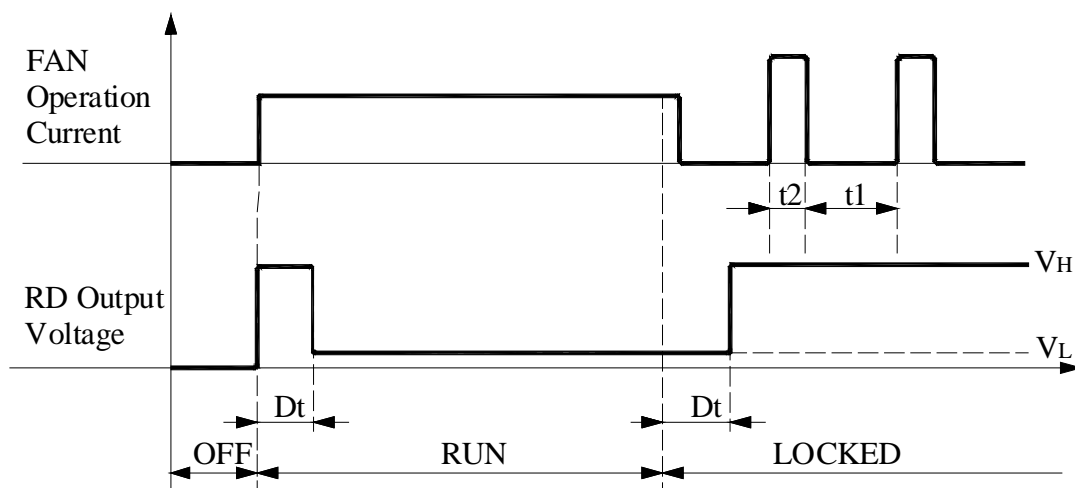 FAN
Operation
Current
t2
t1
VH
RD Output
Voltage
VL
Dt
Dt
OFF
RUN
LOCKED